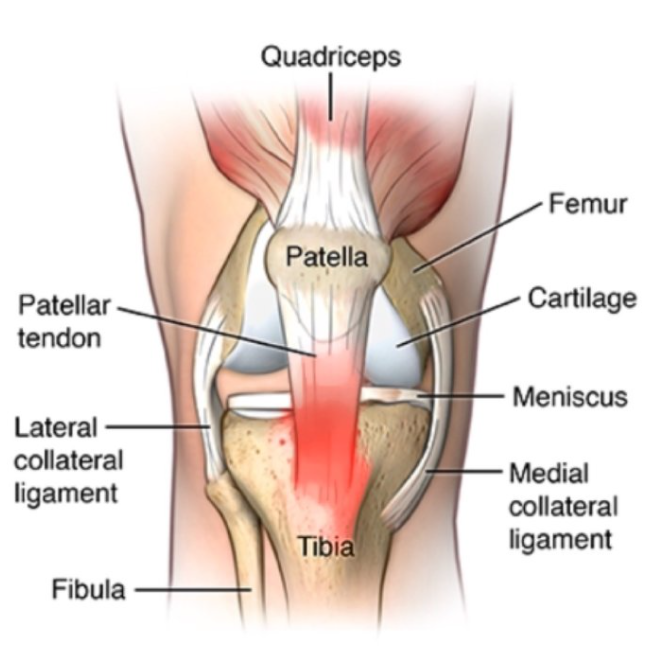 Quadriceps
Femur
Patella
Cartilage
Patellar
tendon
Meniscus
Lateral
collateral
ligament
Medial
collateral
ligament
Tibia
Fibula